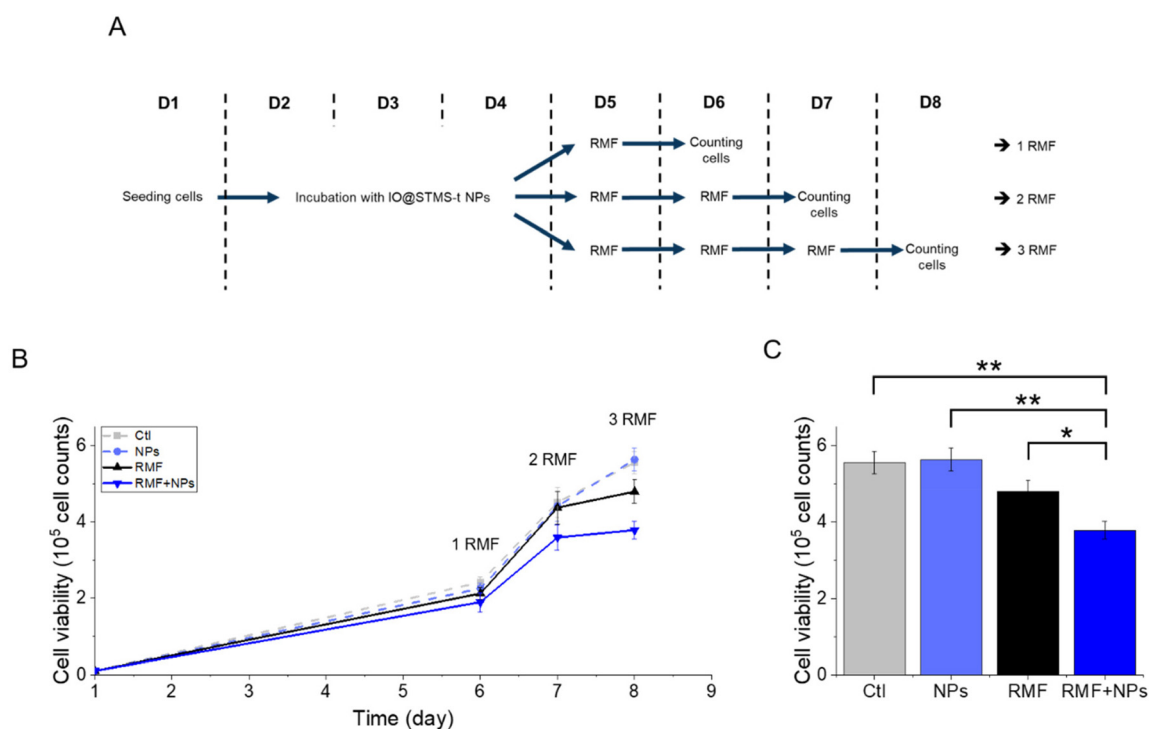 A
D1 D2 D3 D4 D5 D6 D7 D8
RMF Counting cells ➔ 1 RMF
Seeding cells Incubation with IO@STMS-t NPs RMF RMF Counting cells ➔ 2 RMF
RMF RMF RMF Counting cells ➔ 3 RMF
B
Cell viability (10⁵ cell counts)
6
4
2
0
Ctl
NPs
RMF
RMF+NPs
1 RMF
2 RMF
3 RMF
1 2 3 4 5 6 7 8 9
Time (day)
C
Cell viability (10⁵ cell counts)
6
4
2
0
**
**
*
Ctl NPs RMF RMF+NPs